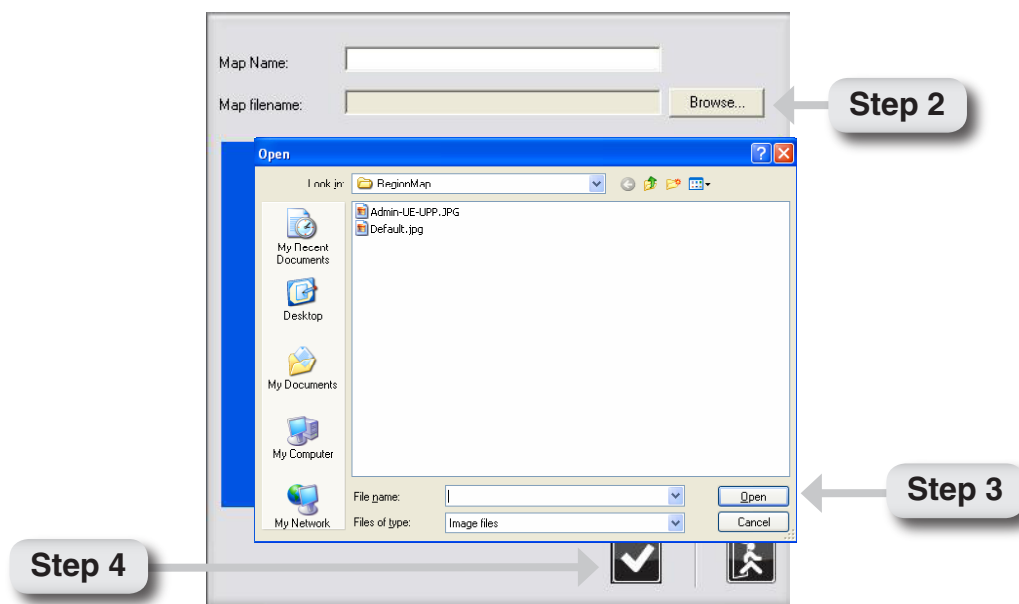 Map Name:
Map filename:
Browse...
Step 2
Open
Look in:
RegionMap
Admin-UE-UPP.JPG
Default.jpg
My Recent
Documents
Desktop
My Documents
My Computer
My Network
File name:
Open
Step 3
Files of type:
Image files
Cancel
Step 4